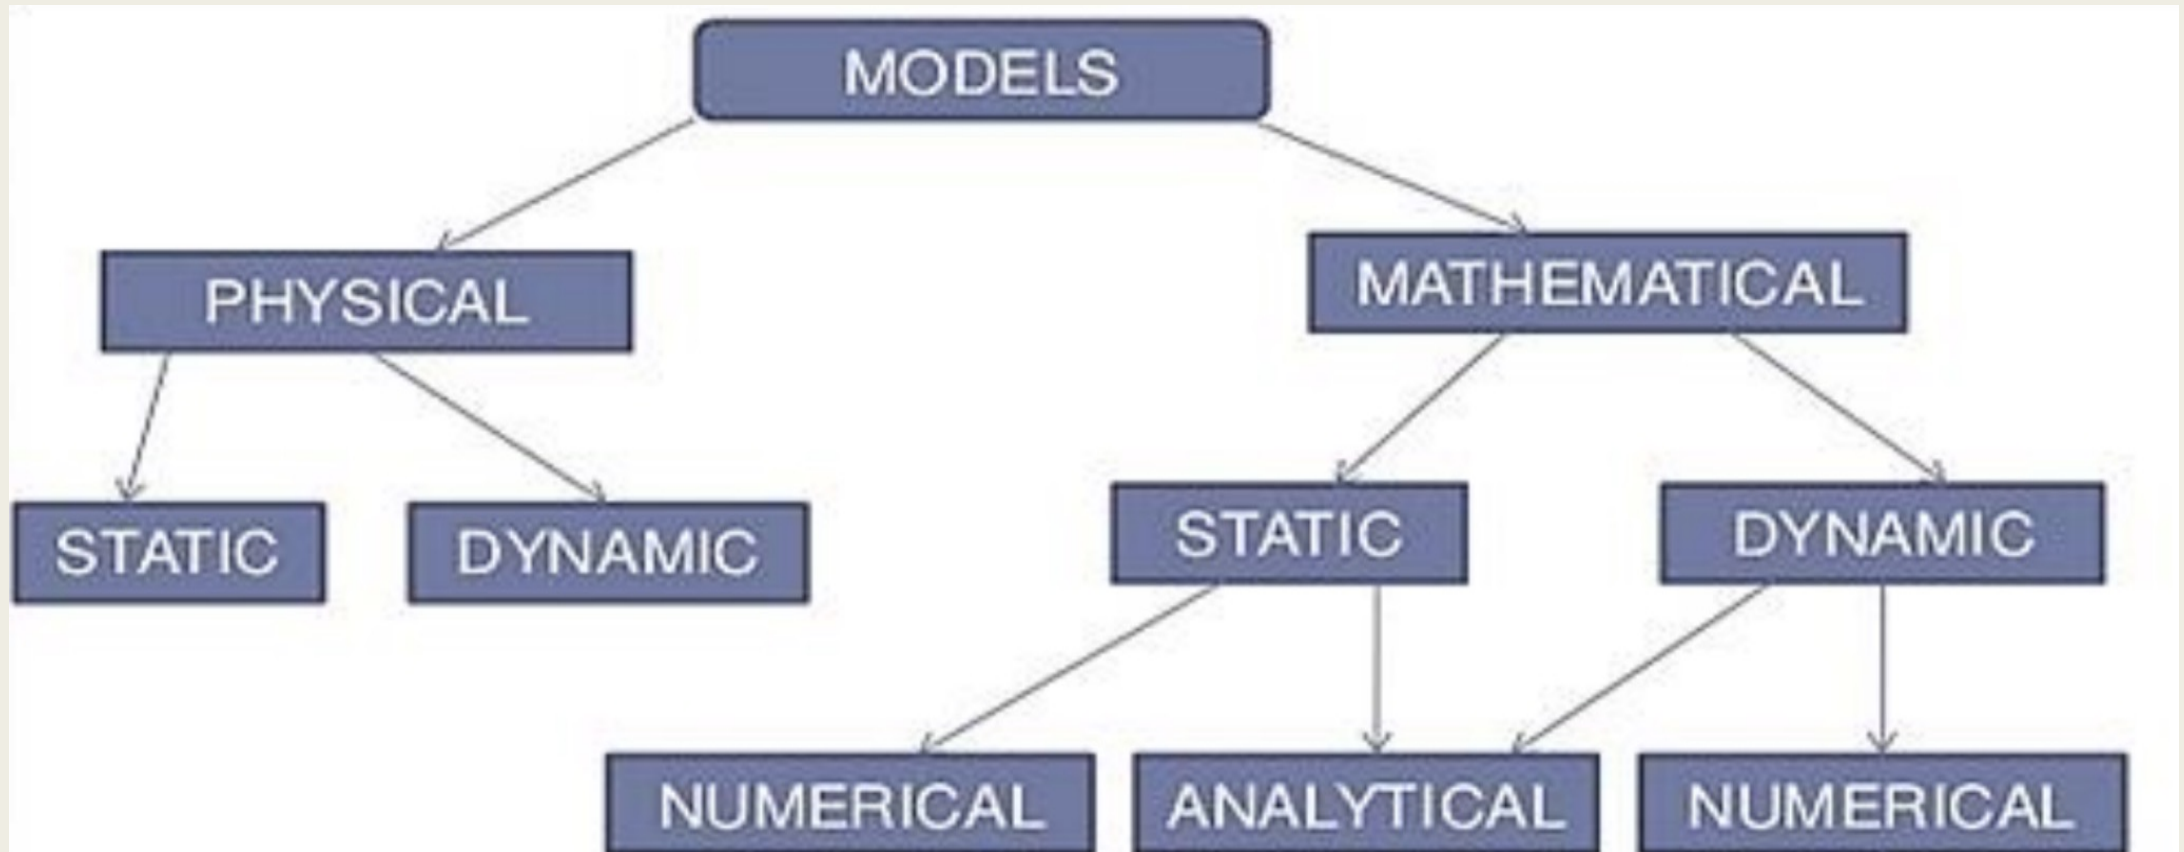 MODELS
PHYSICAL
MATHEMATICAL
STATIC
DYNAMIC
STATIC
DYNAMIC
NUMERICAL
ANALYTICAL
NUMERICAL